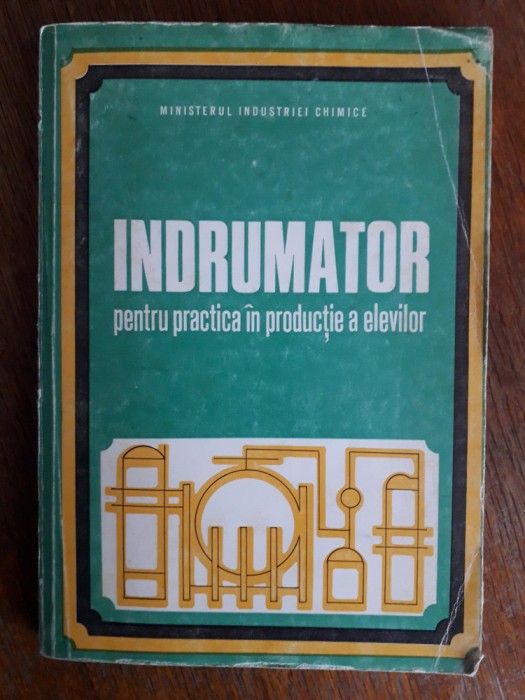 MINISTERUL INDUSTRIEI CHIMICE
INDRUMATOR
pentru practica în producție a elevilor